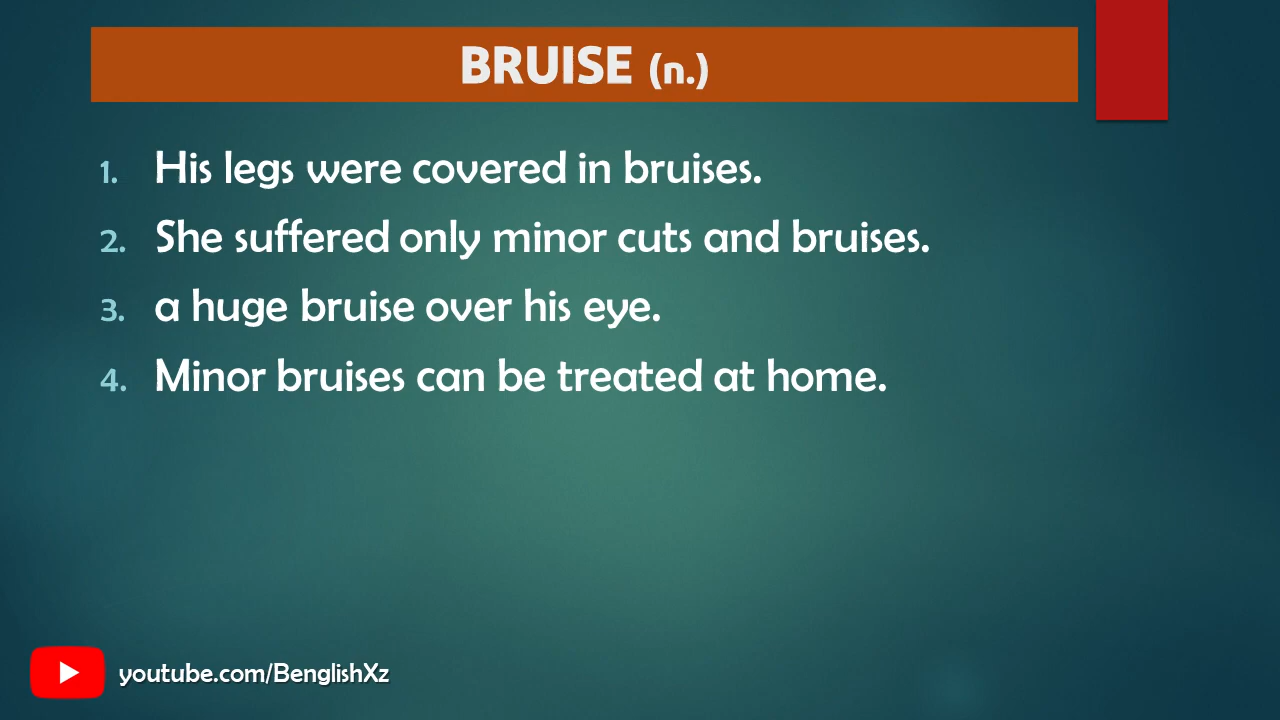 BRUISE (n.)
1. His legs were covered in bruises.
2. She suffered only minor cuts and bruises.
3. a huge bruise over his eye.
4. Minor bruises can be treated at home.
youtube.com/BenglishXz